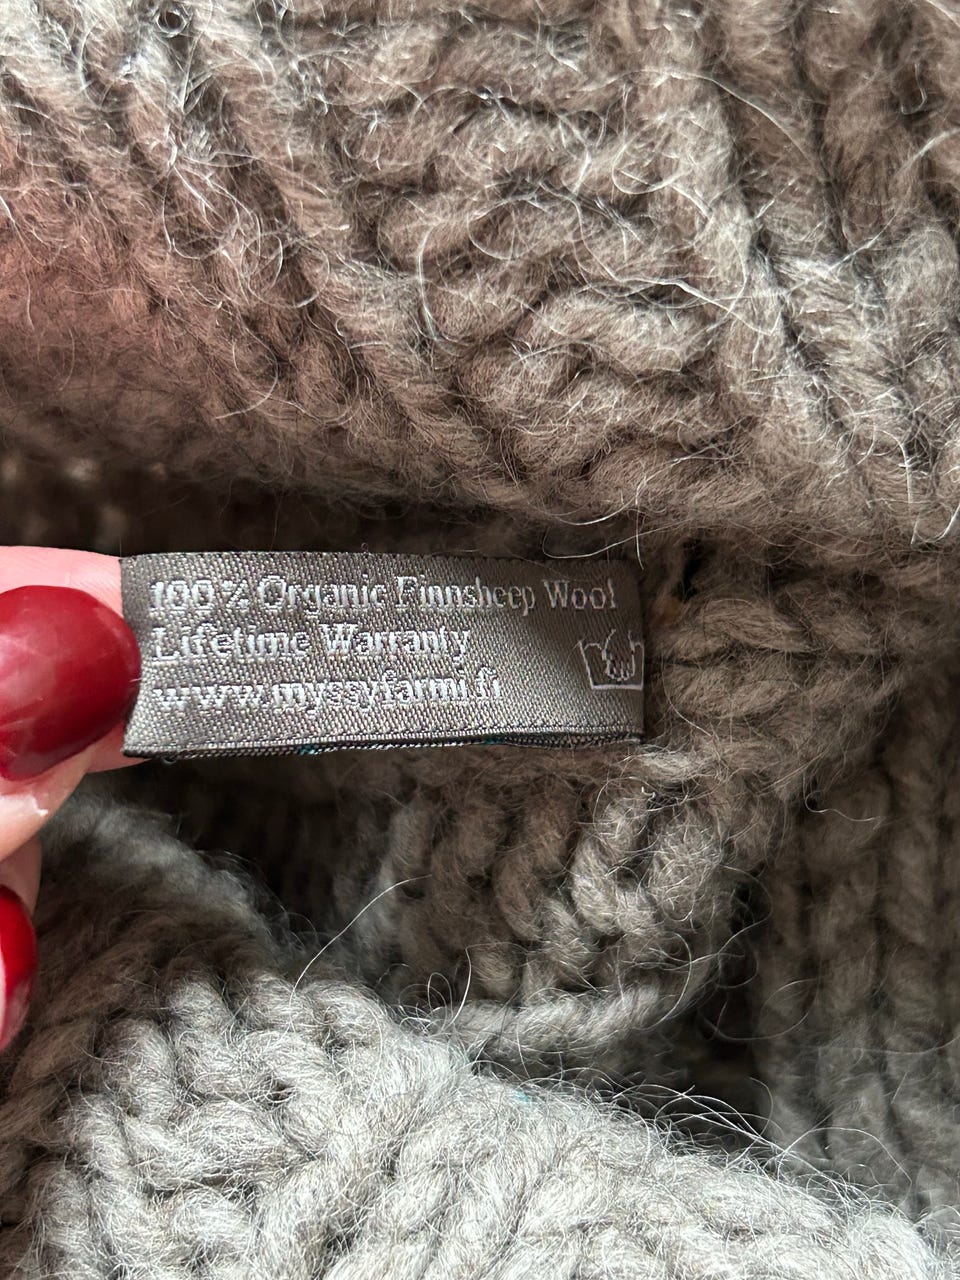 100% Organic Finnsheep Wool
Lifetime Warranty
www.myssyfarmi.fi